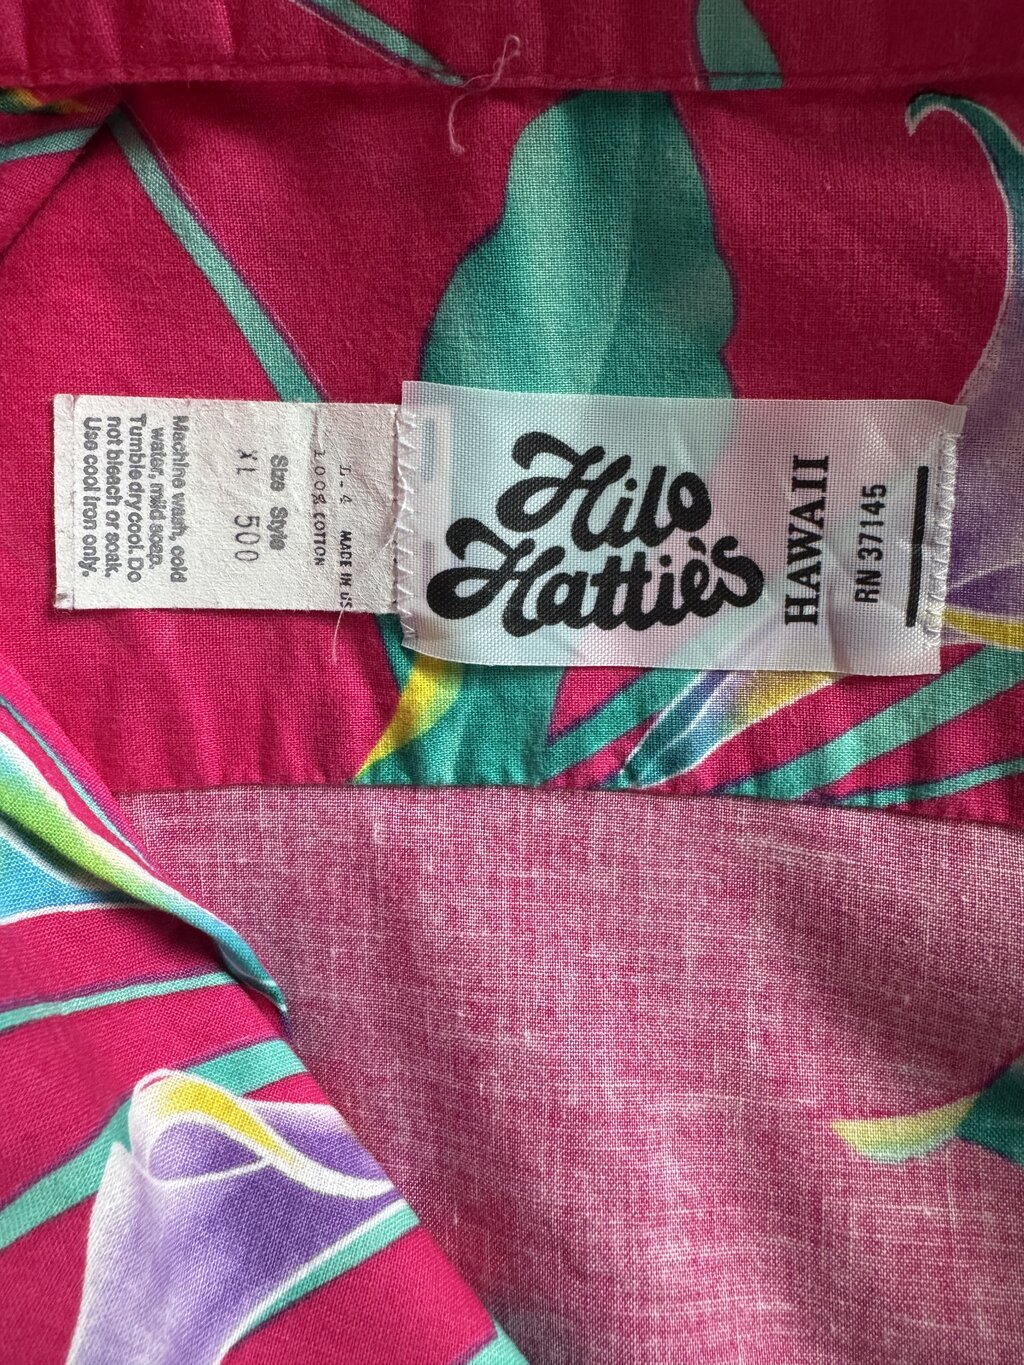 Hilo
Hattie's
HAWAII
RN 37145
L-4 MADE IN US
100% COTTON
Size Style
XL 500
Machine wash, cold
water, mild soap.
Tumble dry cool. Do
not bleach or soak.
Use cool iron only.